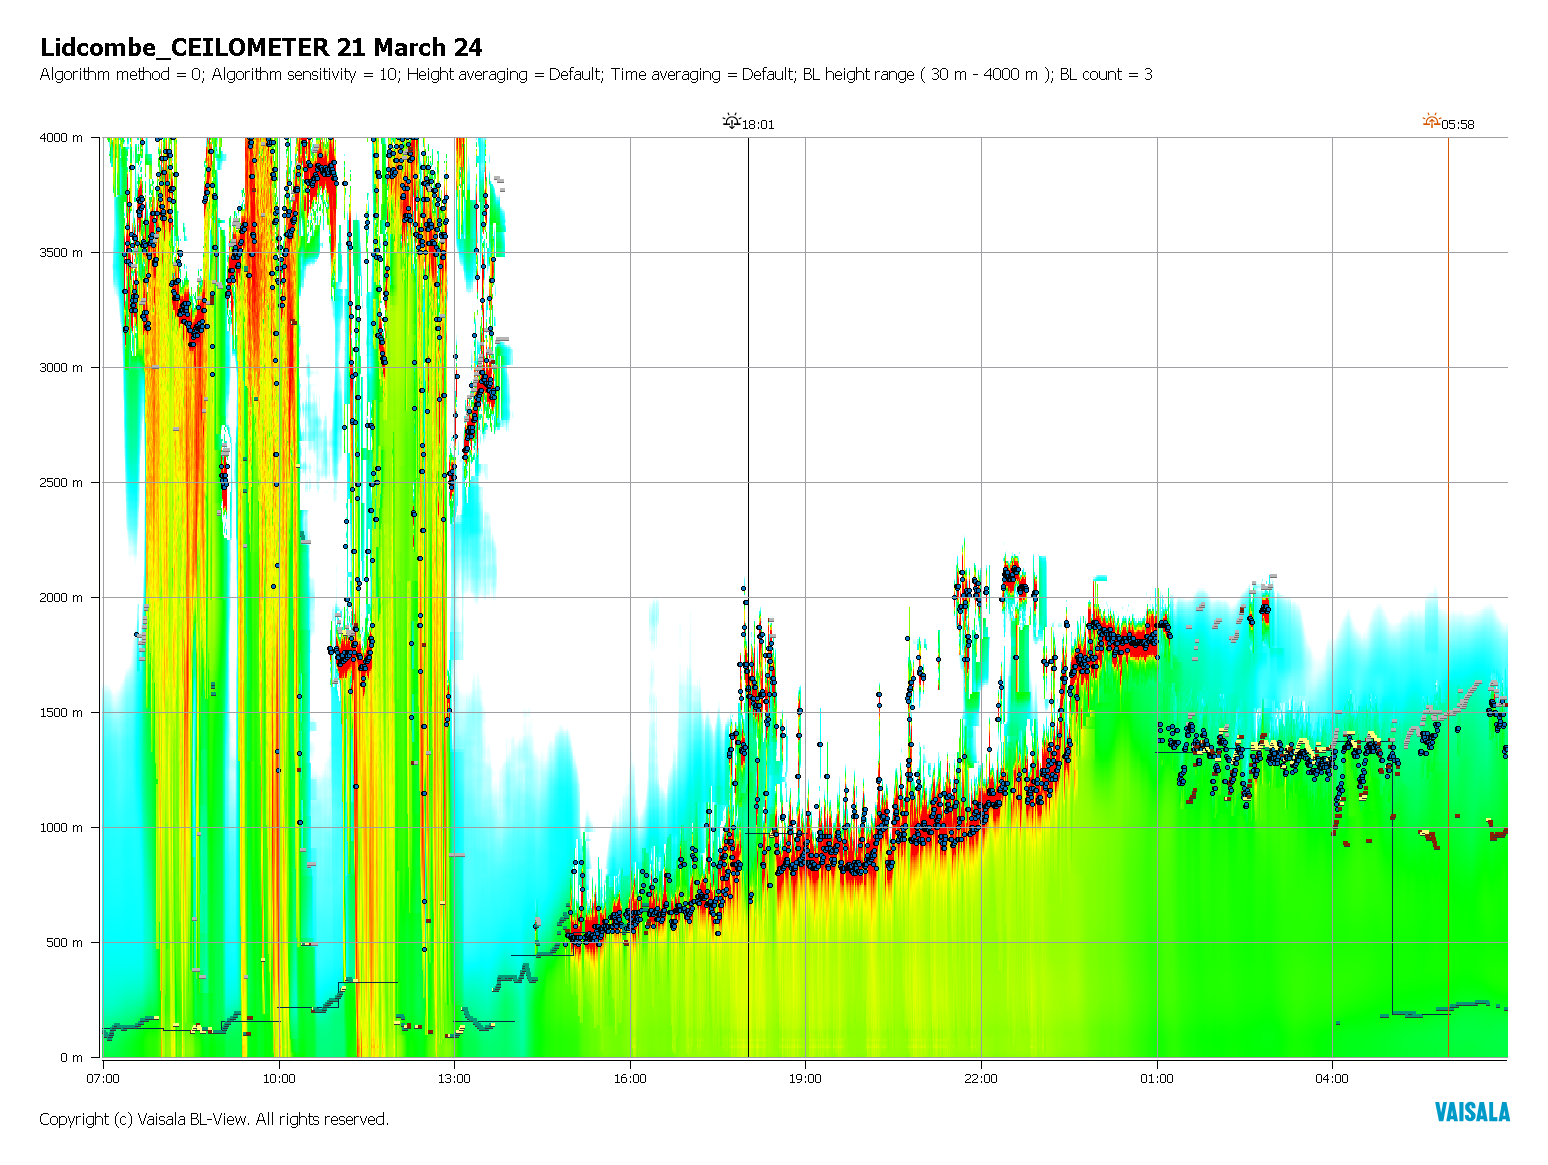 Lidcombe_CEILOMETER 21 March 24
Algorithm method = 0; Algorithm sensitivity = 10; Height averaging = Default; Time averaging = Default; BL height range ( 30 m - 4000 m ); BL count = 3
18:01 05:58
4000 m
3500 m
3000 m
2500 m
2000 m
1500 m
1000 m
500 m
0 m
07:00 10:00 13:00 16:00 19:00 22:00 01:00 04:00
Copyright (c) Vaisala BL-View. All rights reserved.
VAISALA